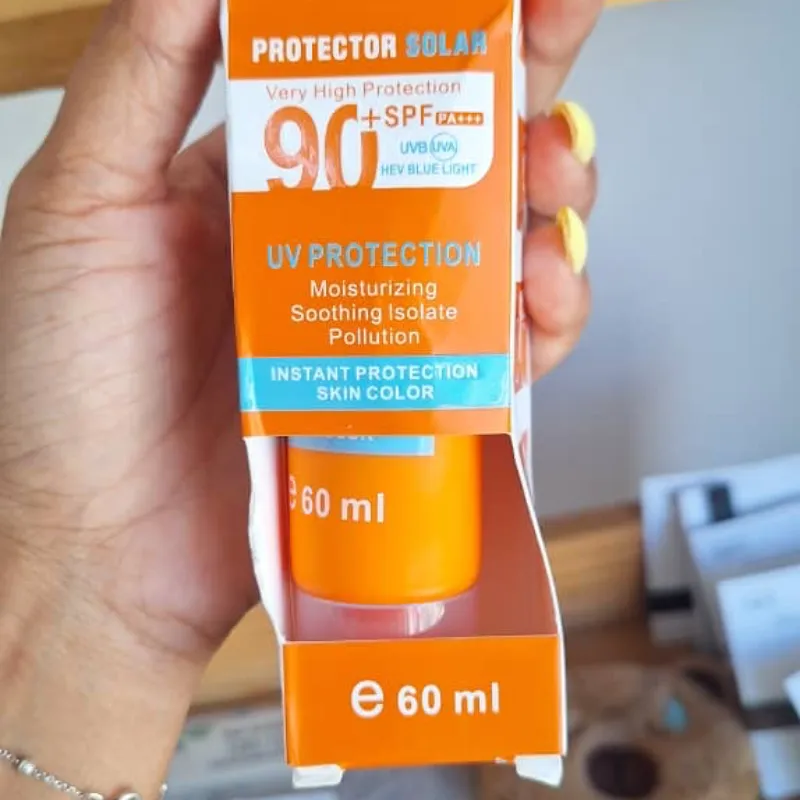 PROTECTOR SOLAR
Very High Protection
90+SPF PA+++
UVB UVA
HEV BLUE LIGHT
UV PROTECTION
Moisturizing
Soothing Isolate
Pollution
INSTANT PROTECTION
SKIN COLOR
e 60 ml
e 60 ml